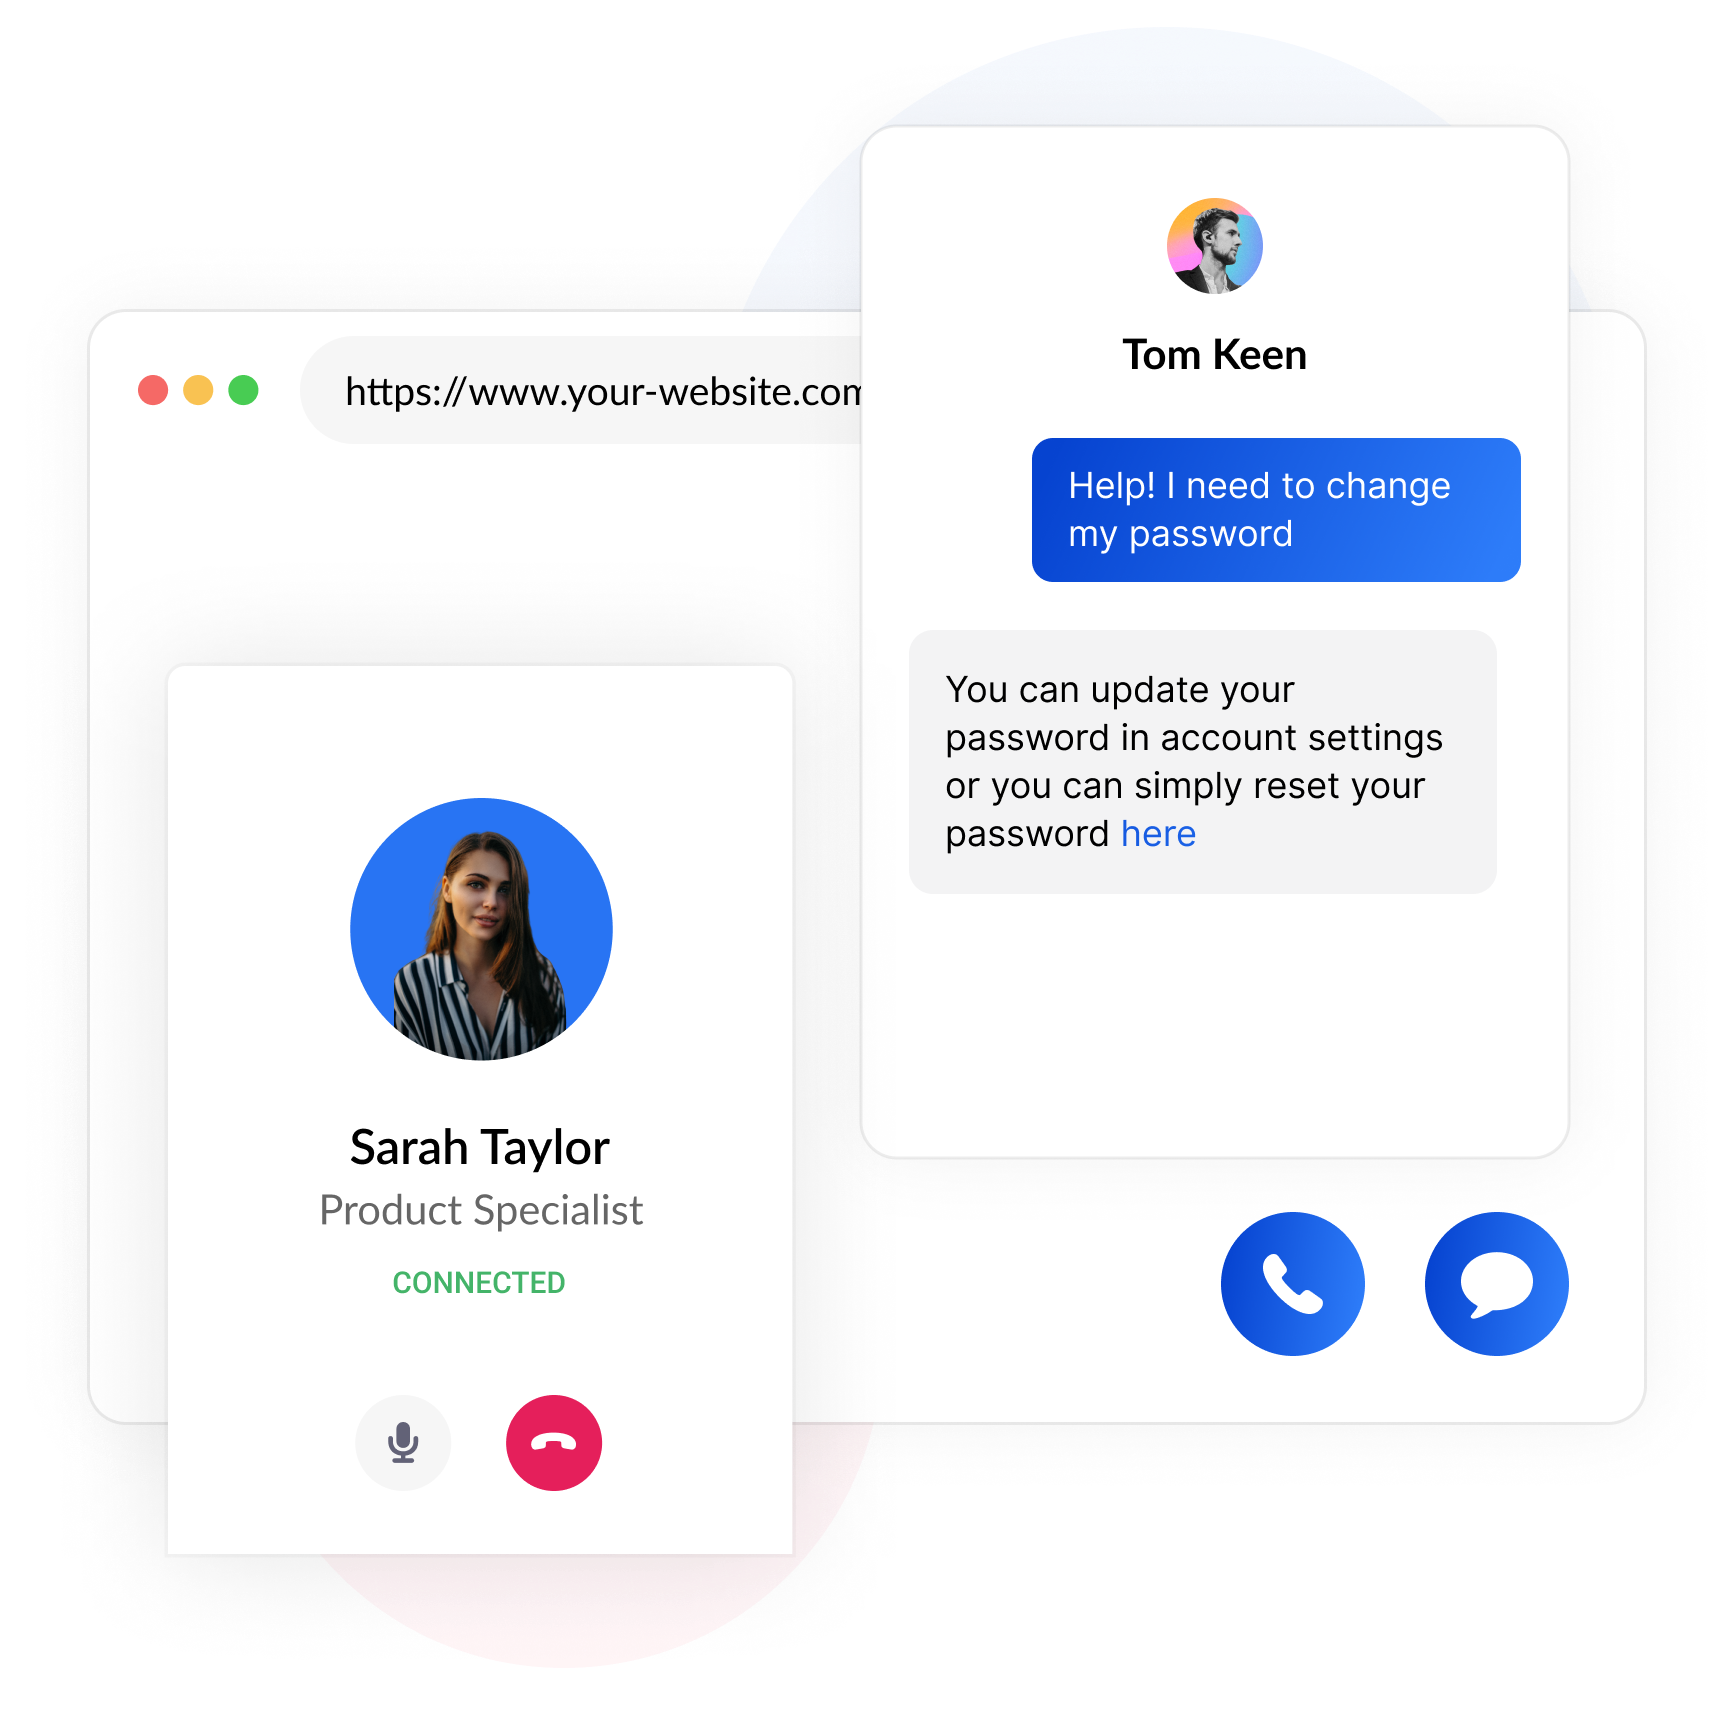 https://www.your-website.com
Tom Keen
Help! I need to change
my password
You can update your
password in account settings
or you can simply reset your
password here
Sarah Taylor
Product Specialist
CONNECTED